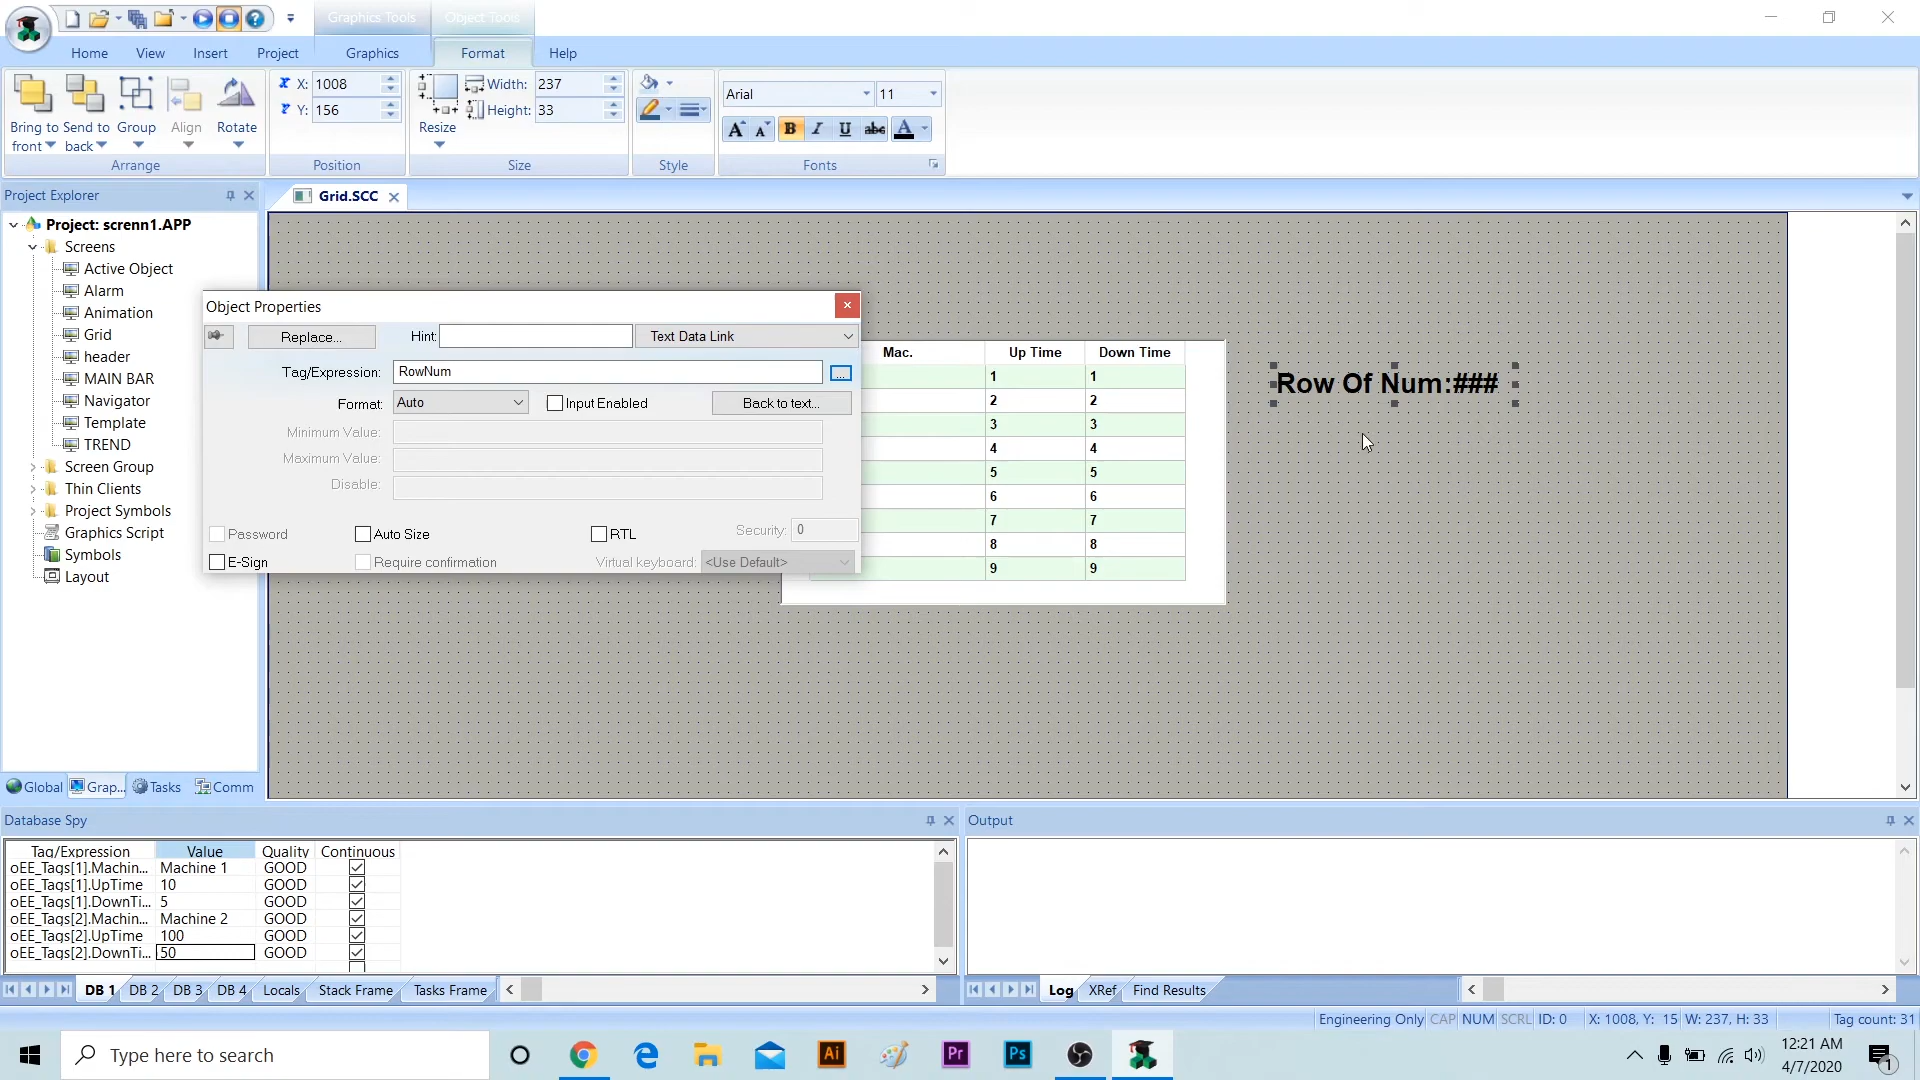 Graphics Tools Object Tools
Home View Insert Project Graphics Format Help
X: 1008 Width: 237 Arial 11
Y: 156 Height: 33
Bring to Send to Group Align Rotate Resize
front back
Arrange Position Size Style Fonts
Project Explorer
Grid.SCC
Project: screnn1.APP
Screens
Active Object
Alarm
Animation
Grid
header
MAIN BAR
Navigator
Template
TREND
Screen Group
Thin Clients
Project Symbols
Graphics Script
Symbols
Layout
Global Grap... Tasks Comm
Object Properties
Replace... Hint: Text Data Link
Tag/Expression: RowNum ...
Format: Auto Input Enabled Back to text...
Minimum Value:
Maximum Value:
Disable:
Password Auto Size RTL Security: 0
E-Sign Require confirmation Virtual keyboard: <Use Default>
Mac. Up Time Down Time
1 1
2 2
3 3
4 4
5 5
6 6
7 7
8 8
9 9
Row Of Num:###
Database Spy
Tag/Expression Value Quality Continuous
oEE_Tags[1].Machin... Machine 1 GOOD
oEE_Tags[1].UpTime 10 GOOD
oEE_Tags[1].DownTi... 5 GOOD
oEE_Tags[2].Machin... Machine 2 GOOD
oEE_Tags[2].UpTime 100 GOOD
oEE_Tags[2].DownTi... 50 GOOD
DB 1 DB 2 DB 3 DB 4 Locals Stack Frame Tasks Frame
Output
Log XRef Find Results
Engineering Only CAP NUM SCRL ID: 0 X: 1008, Y: 15 W: 237, H: 33 Tag count: 31
Type here to search
Ai Pr Ps
12:21 AM
4/7/2020
1